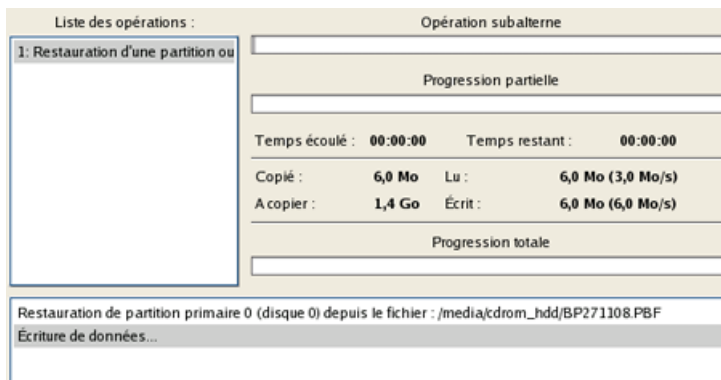 Liste des opérations :
Opération subalterne
1: Restauration d'une partition ou
Progression partielle
Temps écoulé : 00:00:00 Temps restant : 00:00:00
Copié : 6,0 Mo Lu : 6,0 Mo (3,0 Mo/s)
A copier : 1,4 Go Écrit : 6,0 Mo (6,0 Mo/s)
Progression totale
Restauration de partition primaire 0 (disque 0) depuis le fichier : /media/cdrom_hdd/BP271108.PBF
Écriture de données...